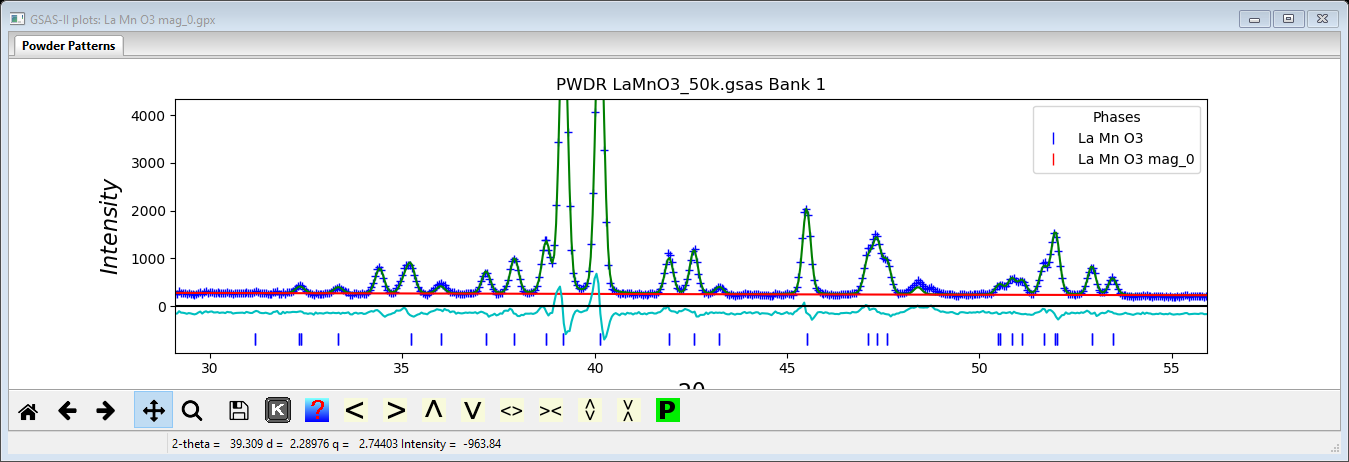 GSAS-II plots: La Mn O3 mag_0.gpx
Powder Patterns
PWDR LaMnO3_50k.gsas Bank 1
Intensity
4000
3000
2000
1000
0
Phases
La Mn O3
La Mn O3 mag_0
30 35 40 45 50 55
K ? < > P
2-theta = 39.309 d = 2.28976 q = 2.74403 Intensity = -963.84